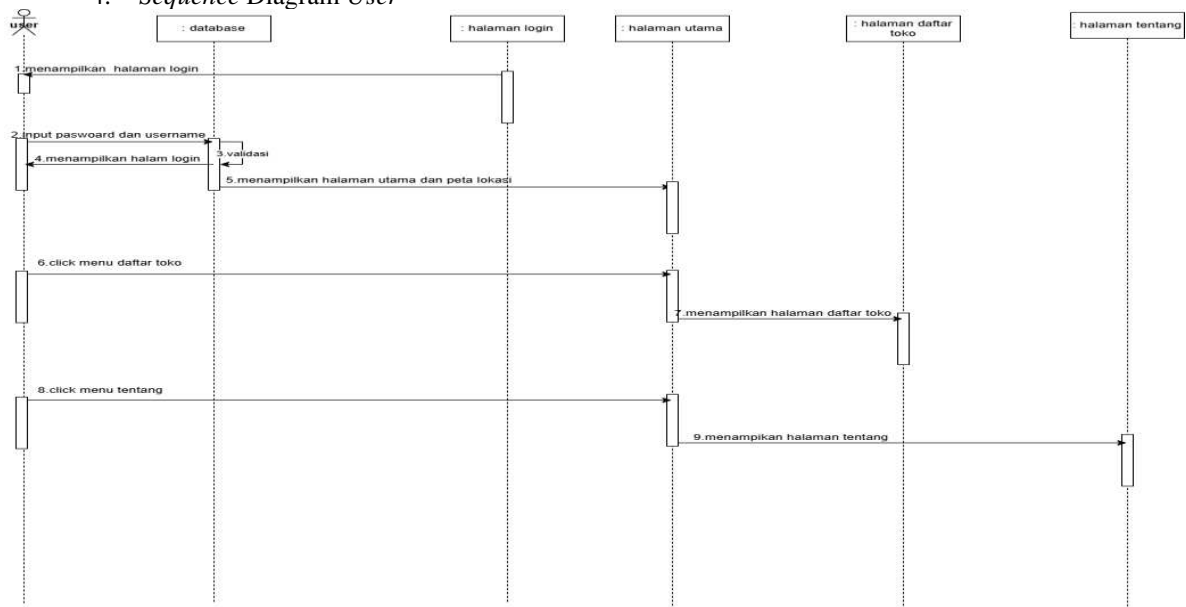 4. Sequence Diagram User
user
: database
: halaman login
: halaman utama
: halaman daftar
toko
: halaman tentang
1.menampilkan halaman login
2.input paswoard dan username
3.validasi
4.menampilkan halam login
5.menampilkan halaman utama dan peta lokasi
6.click menu daftar toko
7.menampilkan halaman daftar toko
8.click menu tentang
9.menampikan halaman tentang